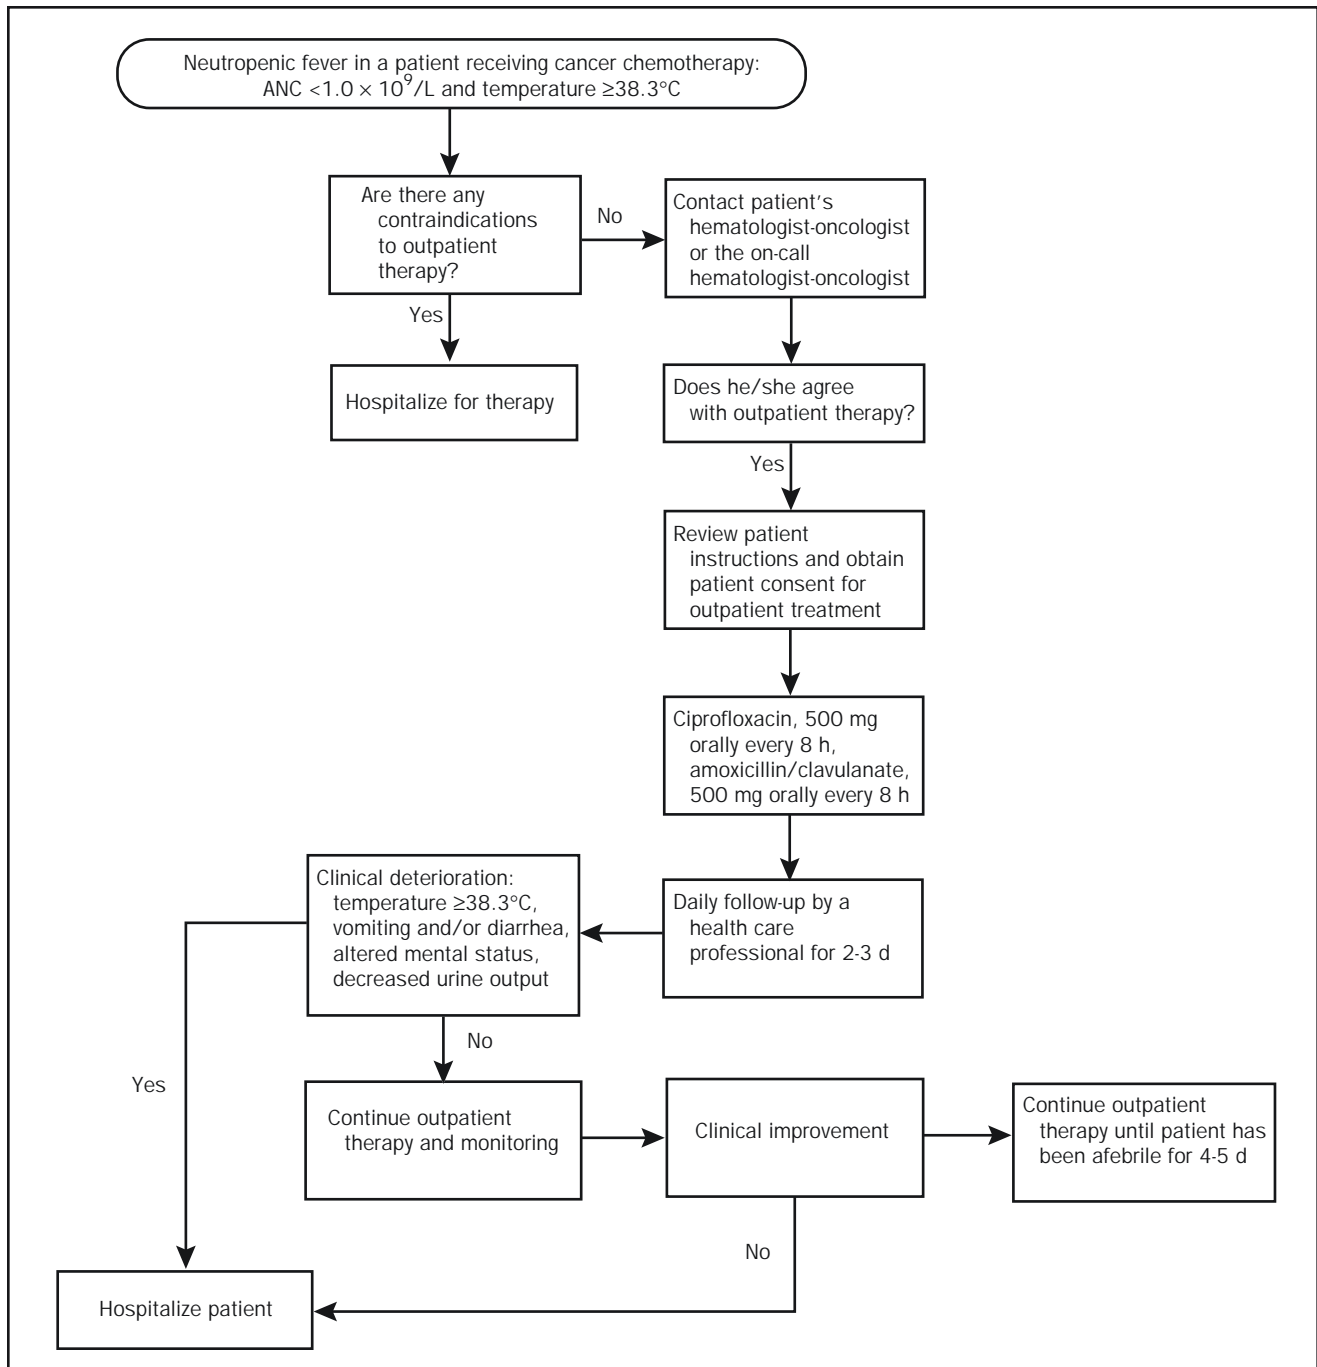 Neutropenic fever in a patient receiving cancer chemotherapy:
ANC <1.0 × 10⁹/L and temperature ≥38.3°C
Are there any
contraindications
to outpatient
therapy?
No
Contact patient's
hematologist-oncologist
or the on-call
hematologist-oncologist
Yes
Hospitalize for therapy
Does he/she agree
with outpatient therapy?
Yes
Review patient
instructions and obtain
patient consent for
outpatient treatment
Ciprofloxacin, 500 mg
orally every 8 h,
amoxicillin/clavulanate,
500 mg orally every 8 h
Daily follow-up by a
health care
professional for 2-3 d
Clinical deterioration:
temperature ≥38.3°C,
vomiting and/or diarrhea,
altered mental status,
decreased urine output
No
Yes
Continue outpatient
therapy and monitoring
Clinical improvement
Continue outpatient
therapy until patient has
been afebrile for 4-5 d
No
Hospitalize patient